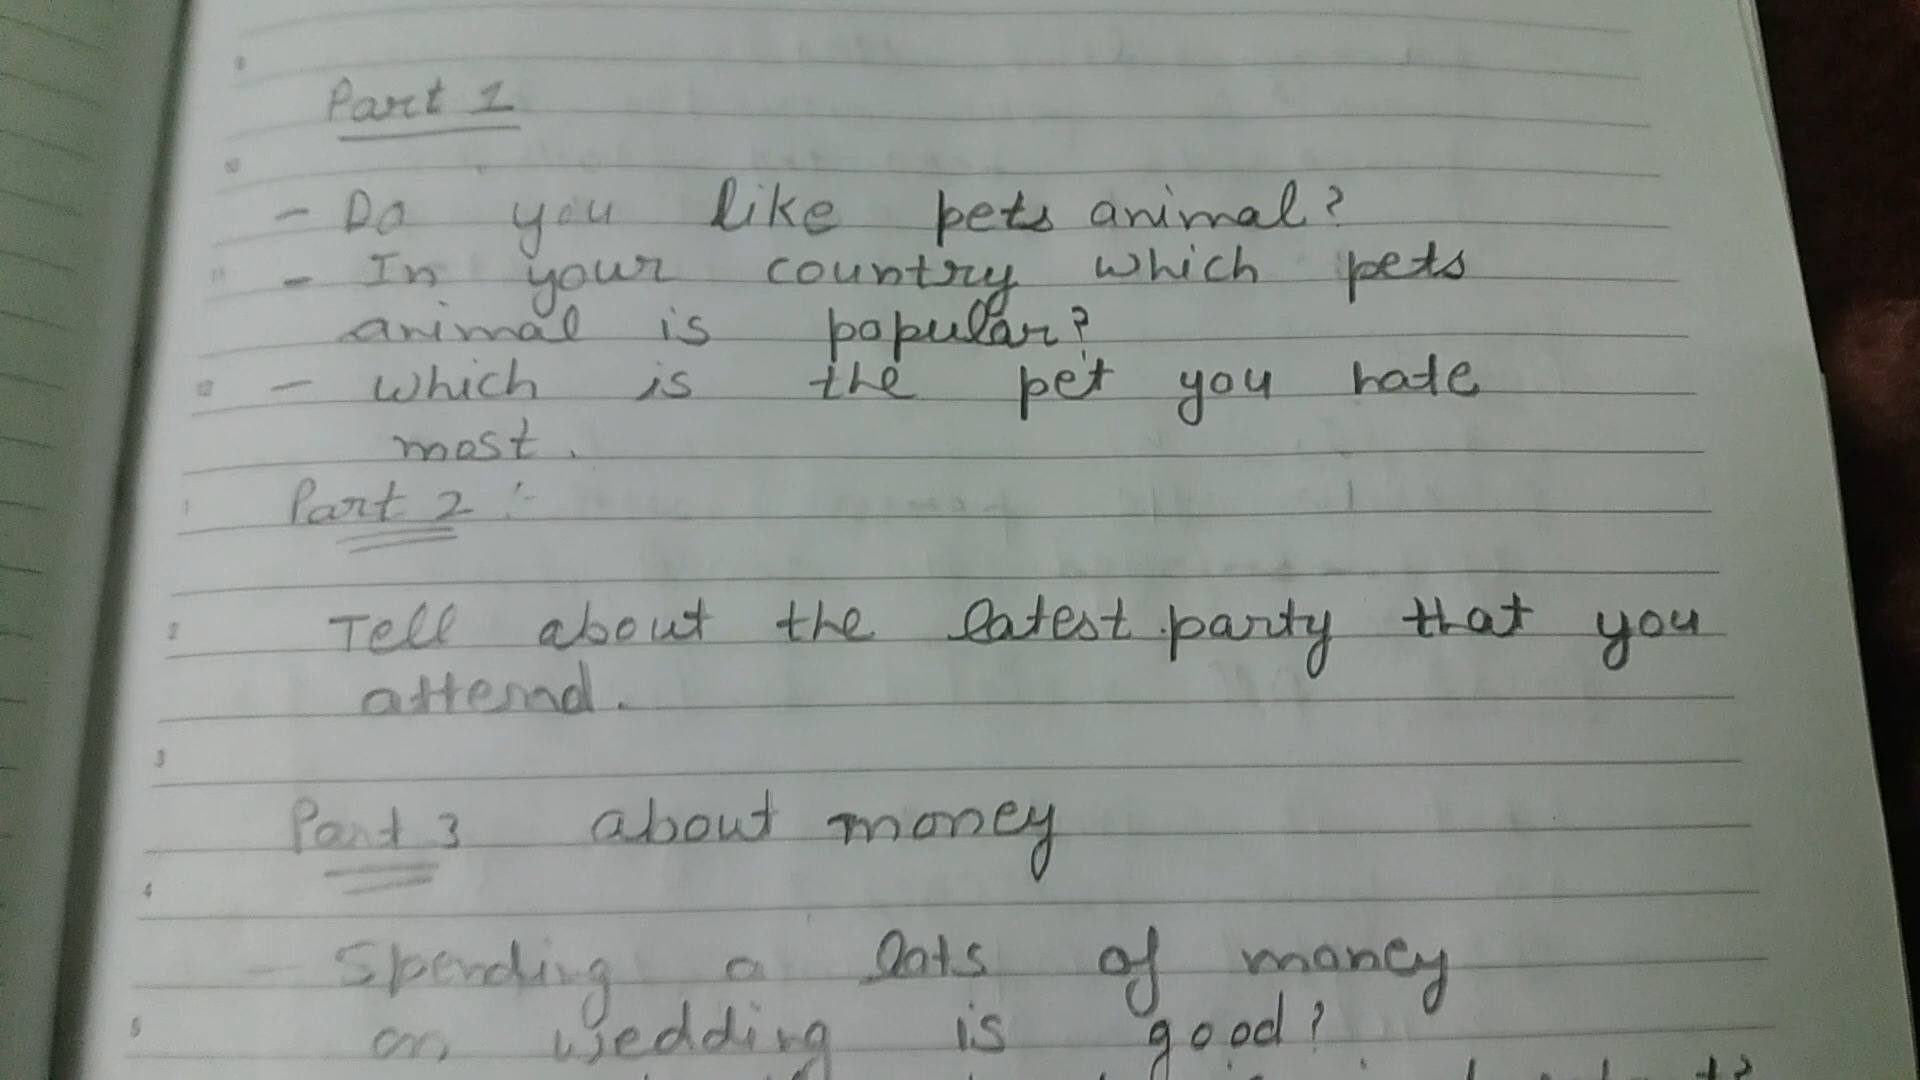 Part 1
- Do you like pets animal?
- In your country which pets
animal is popular?
- which is the pet you hate
most.
Part 2 :-
Tell about the latest party that you
attend.
Part 3 about money
- Spending a lots of money
on wedding is good?